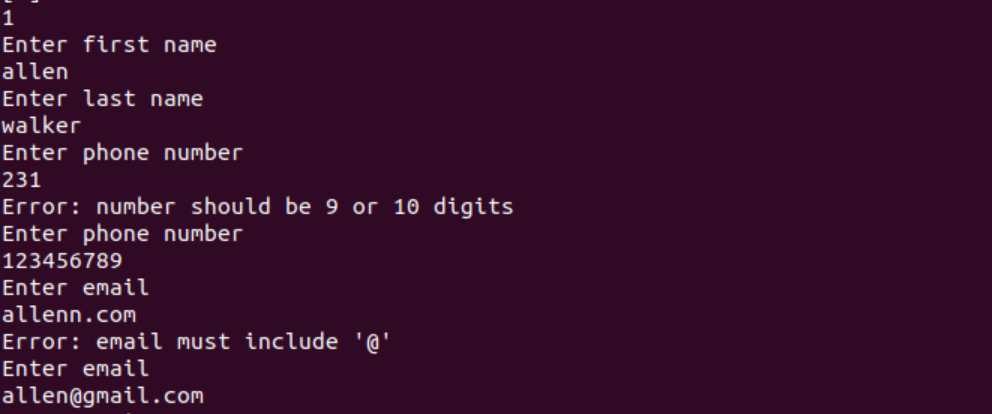 1
Enter first name
allen
Enter last name
walker
Enter phone number
231
Error: number should be 9 or 10 digits
Enter phone number
123456789
Enter email
allenn.com
Error: email must include '@'
Enter email
allen@gmail.com